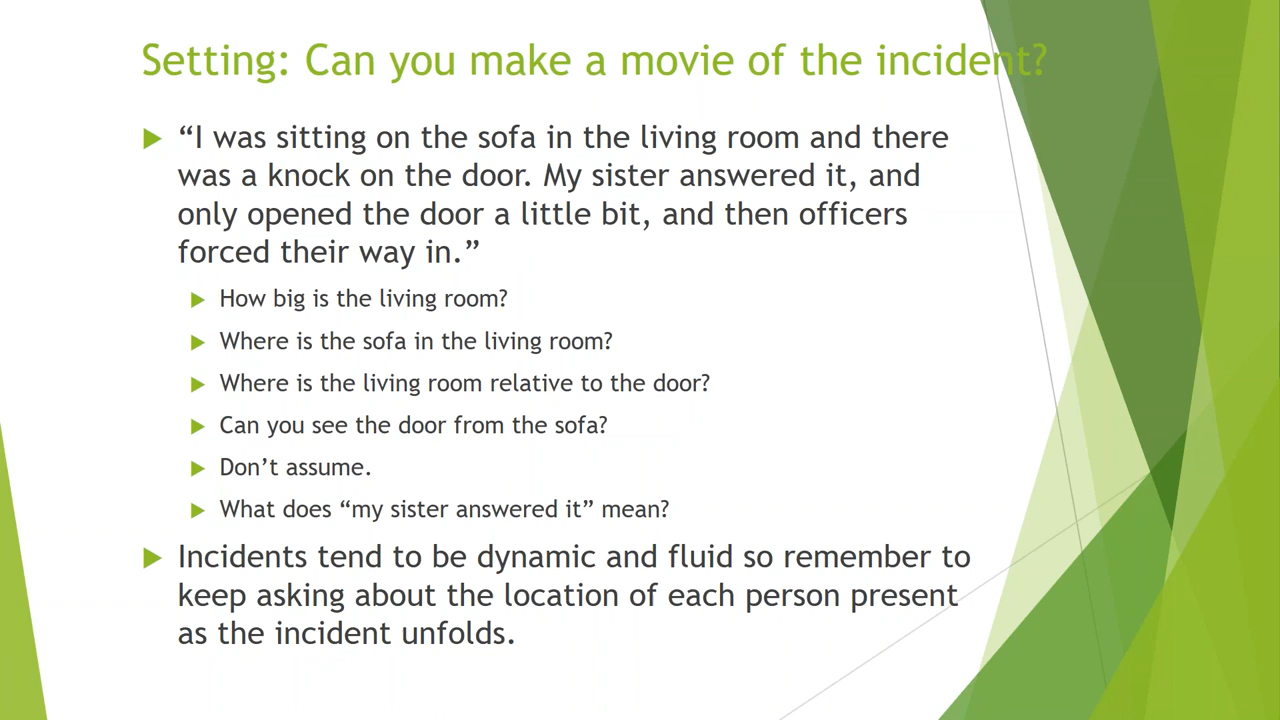 Setting: Can you make a movie of the incident?
“I was sitting on the sofa in the living room and there
was a knock on the door. My sister answered it, and
only opened the door a little bit, and then officers
forced their way in.”
How big is the living room?
Where is the sofa in the living room?
Where is the living room relative to the door?
Can you see the door from the sofa?
Don’t assume.
What does “my sister answered it” mean?
Incidents tend to be dynamic and fluid so remember to
keep asking about the location of each person present
as the incident unfolds.